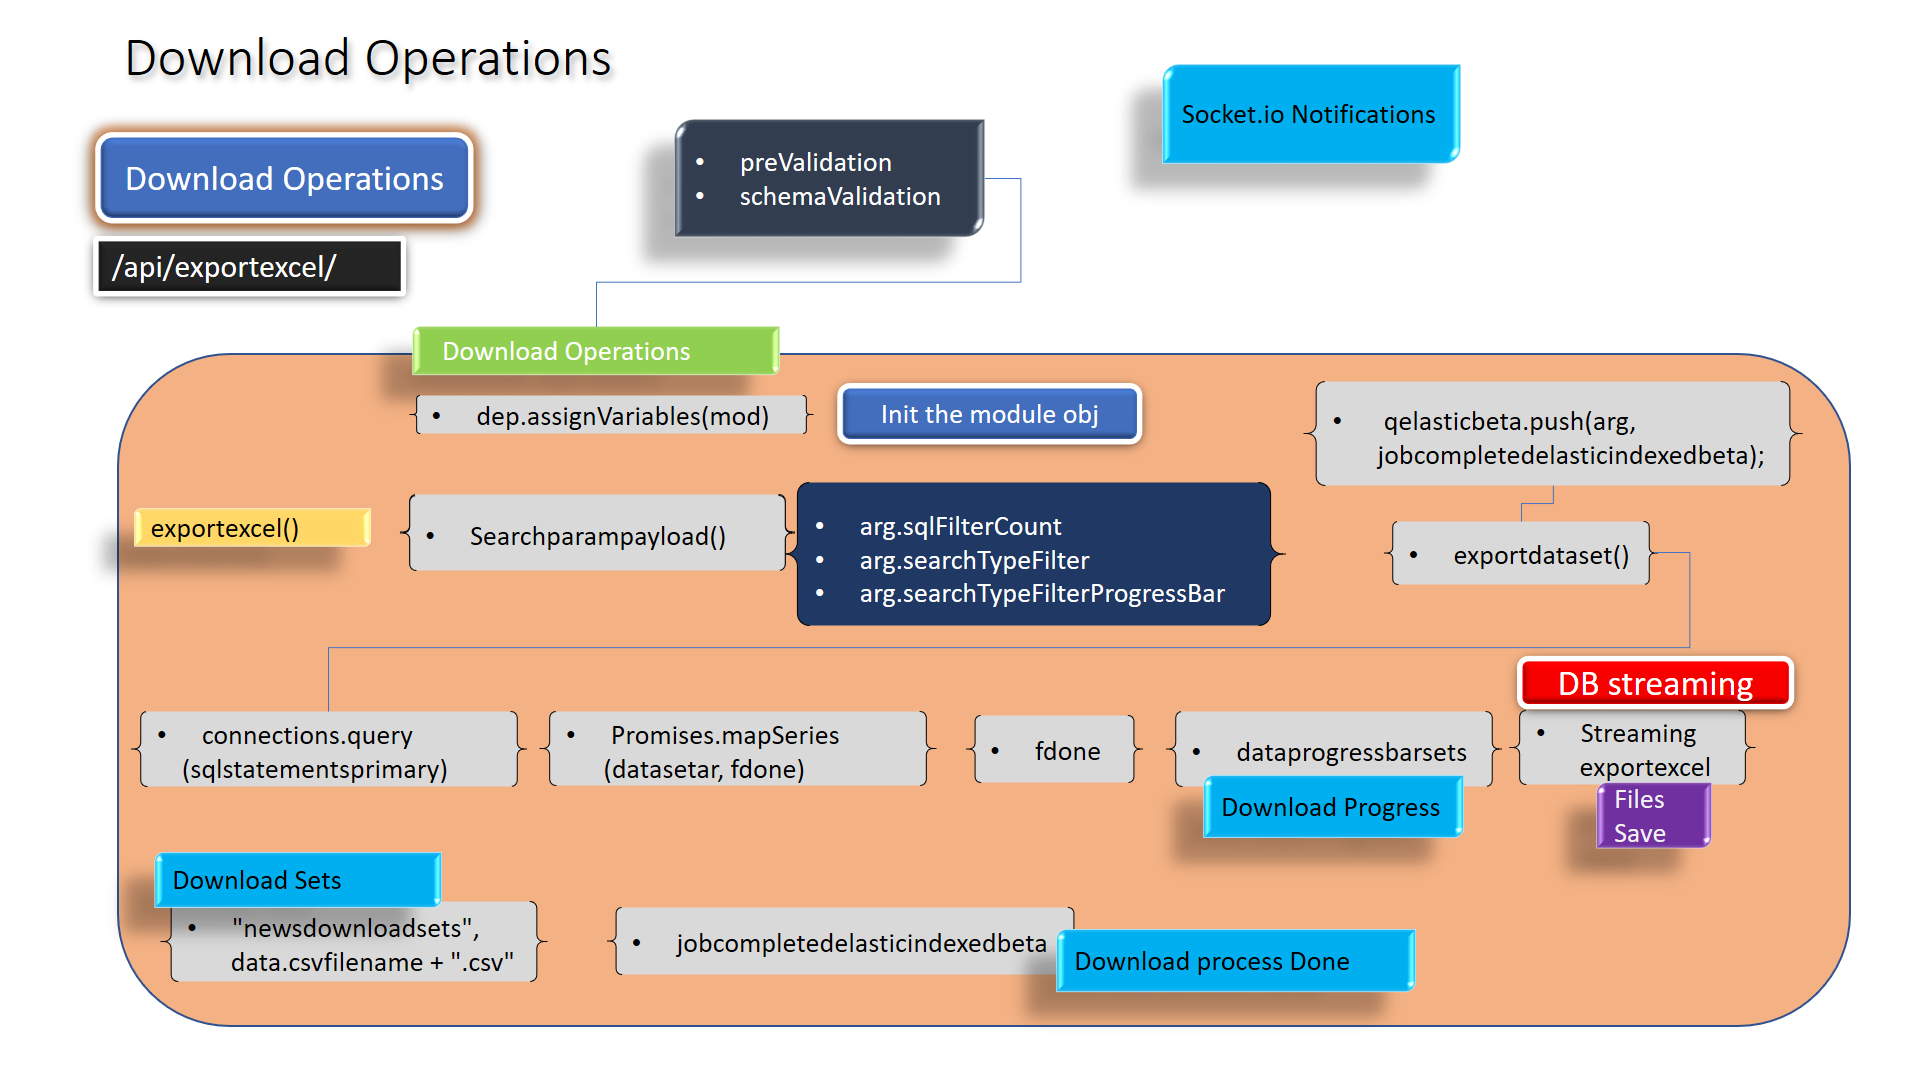 Download Operations
Socket.io Notifications
Download Operations
• preValidation
• schemaValidation
/api/exportexcel/
Download Operations
• dep.assignVariables(mod)
Init the module obj
• qelasticbeta.push(arg,
jobcompletedelasticindexedbeta);
exportexcel()
• Searchparampayload()
• arg.sqlFilterCount
• arg.searchTypeFilter
• arg.searchTypeFilterProgressBar
• exportdataset()
DB streaming
• connections.query
(sqlstatementsprimary)
• Promises.mapSeries
(datasetar, fdone)
• fdone
• dataprogressbarsets
Download Progress
• Streaming
exportexcel
Files
Save
Download Sets
• "newsdownloadsets",
data.csvfilename + ".csv"
• jobcompletedelasticindexedbeta
Download process Done